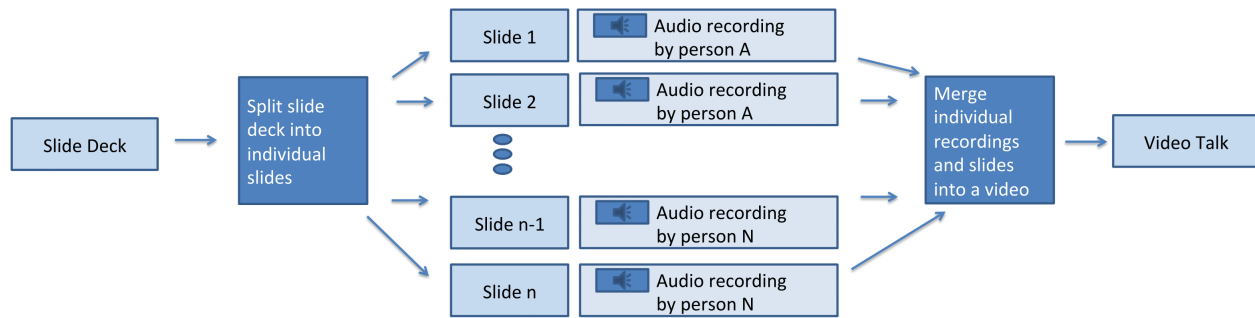 Slide Deck
Split slide
deck into
individual
slides
Slide 1
Audio recording
by person A
Slide 2
Audio recording
by person A
Slide n-1
Audio recording
by person N
Slide n
Audio recording
by person N
Merge
individual
recordings
and slides
into a video
Video Talk